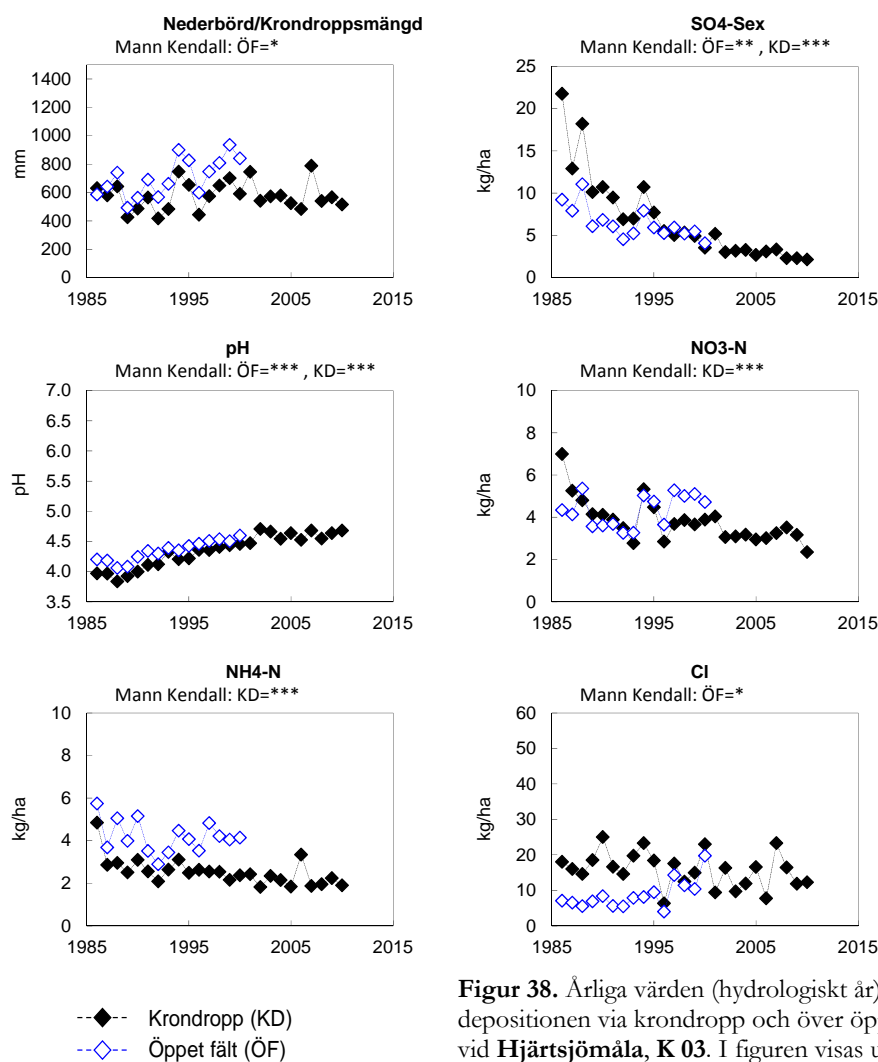 Nederbörd/Krondroppsmängd
Mann Kendall: ÖF=*
mm
1400
1200
1000
800
600
400
200
0
1985 1995 2005 2015
SO4-Sex
Mann Kendall: ÖF=** , KD=***
kg/ha
25
20
15
10
5
0
1985 1995 2005 2015
pH
Mann Kendall: ÖF=*** , KD=***
pH
7.0
6.5
6.0
5.5
5.0
4.5
4.0
3.5
1985 1995 2005 2015
NO3-N
Mann Kendall: KD=***
kg/ha
10
8
6
4
2
0
1985 1995 2005 2015
NH4-N
Mann Kendall: KD=***
kg/ha
10
8
6
4
2
0
1985 1995 2005 2015
Cl
Mann Kendall: ÖF=*
kg/ha
60
50
40
30
20
10
0
1985 1995 2005 2015
Krondropp (KD)
Öppet fält (ÖF)
Figur 38. Årliga värden (hydrologiskt år)
depositionen via krondropp och över öp
vid Hjärtsjömåla, K 03. I figuren visas u